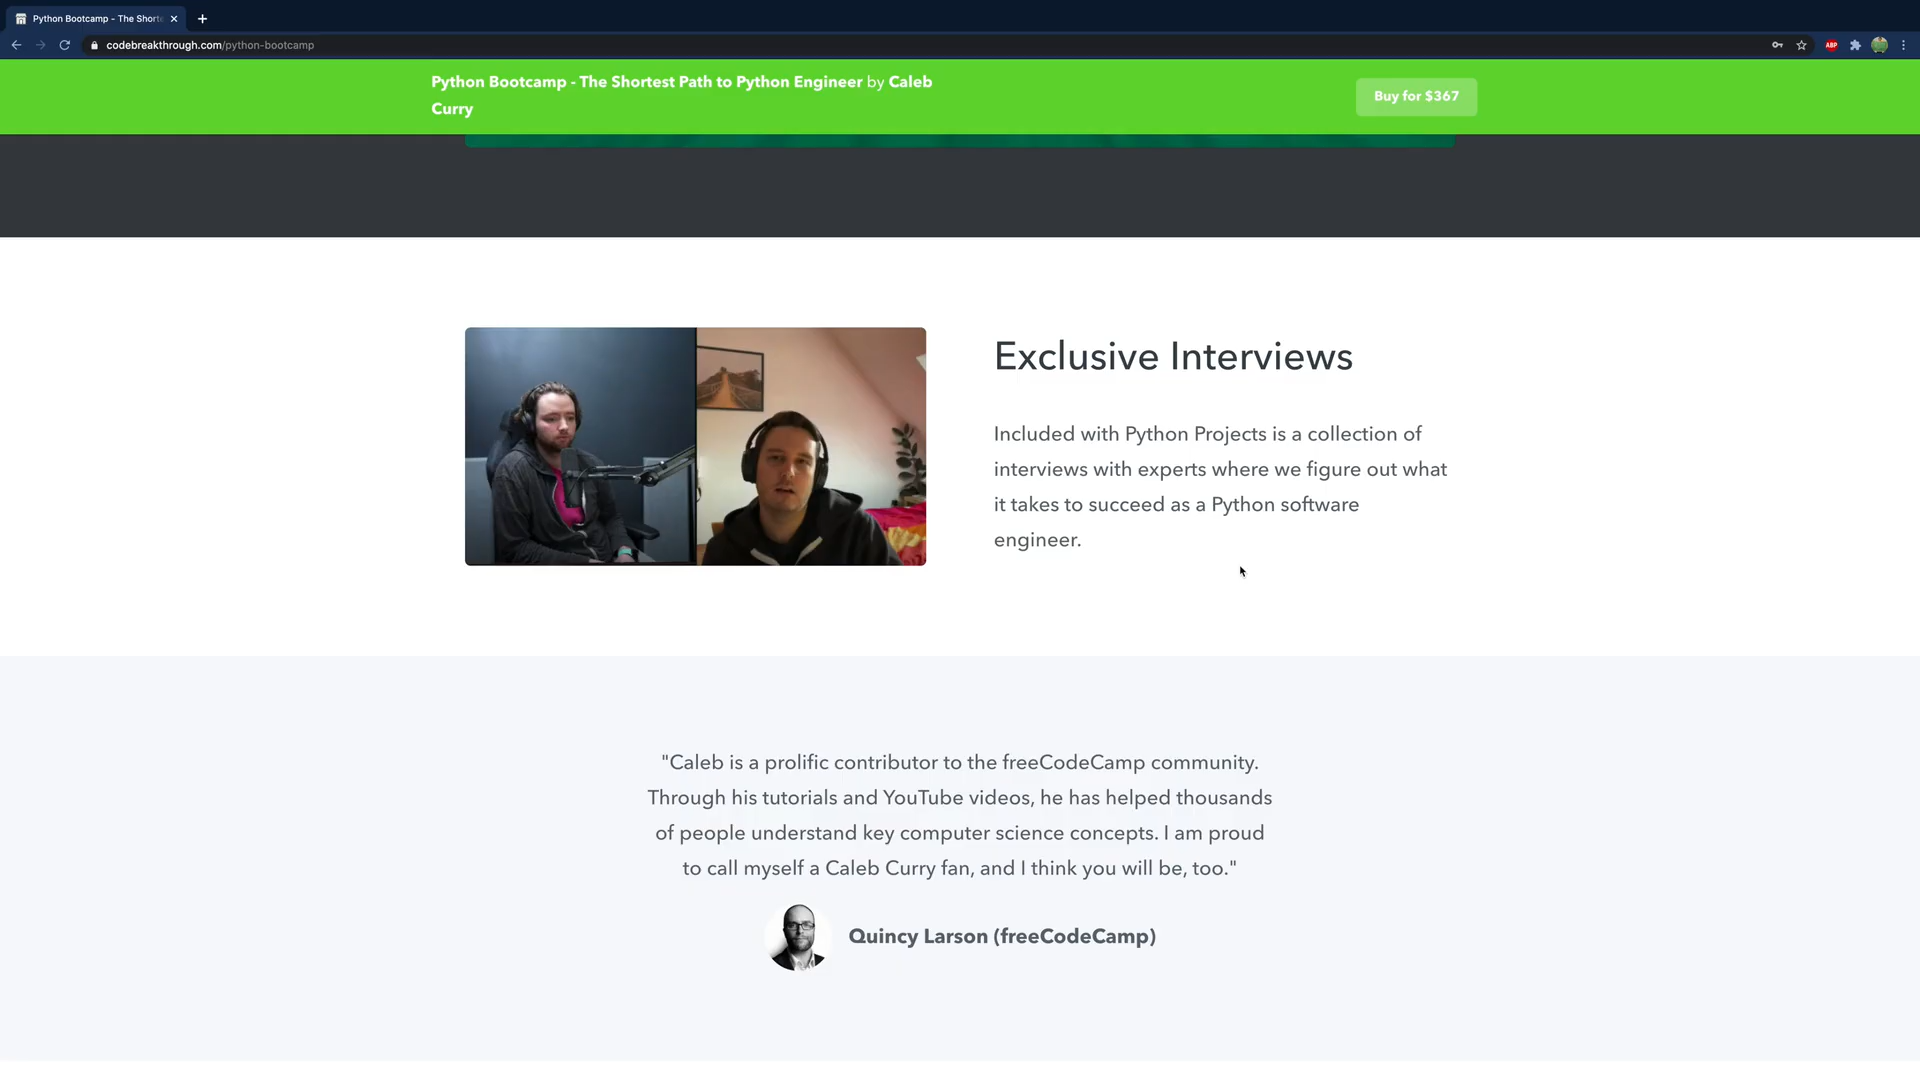 Python Bootcamp - The Shorte
codebreakthrough.com/python-bootcamp
ABP
Python Bootcamp - The Shortest Path to Python Engineer by Caleb
Curry
Buy for $367
Exclusive Interviews
Included with Python Projects is a collection of
interviews with experts where we figure out what
it takes to succeed as a Python software
engineer.
"Caleb is a prolific contributor to the freeCodeCamp community.
Through his tutorials and YouTube videos, he has helped thousands
of people understand key computer science concepts. I am proud
to call myself a Caleb Curry fan, and I think you will be, too."
Quincy Larson (freeCodeCamp)